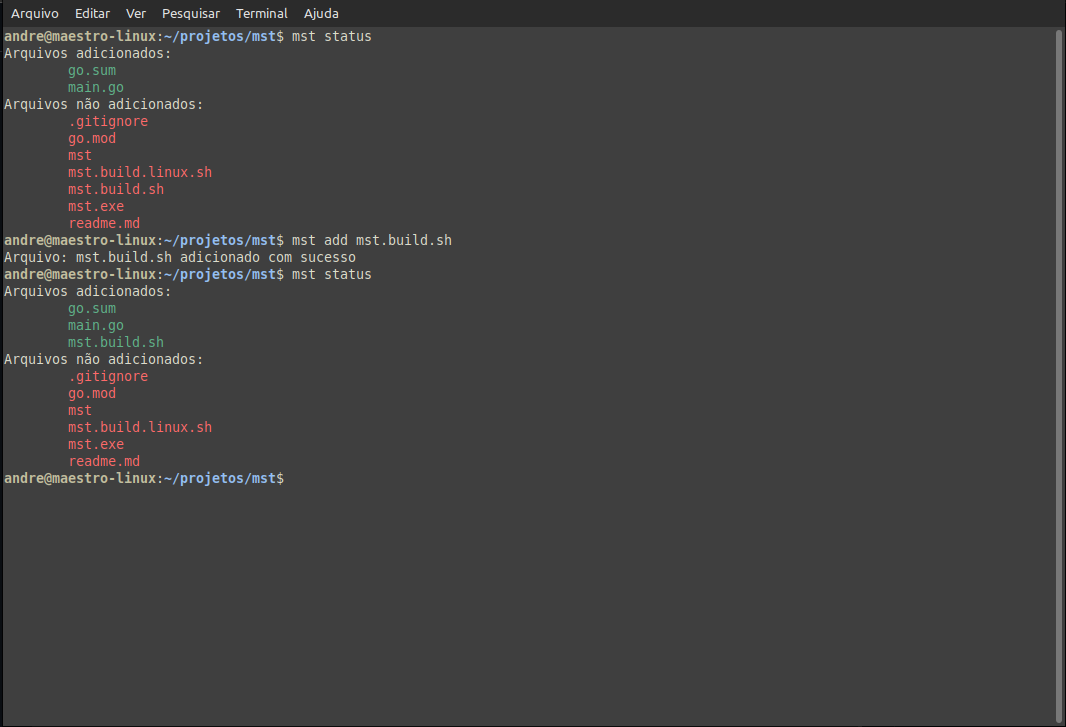 Arquivo Editar Ver Pesquisar Terminal Ajuda
andre@maestro-linux:~/projetos/mst$ mst status
Arquivos adicionados:
go.sum
main.go
Arquivos não adicionados:
.gitignore
go.mod
mst
mst.build.linux.sh
mst.build.sh
mst.exe
readme.md
andre@maestro-linux:~/projetos/mst$ mst add mst.build.sh
Arquivo: mst.build.sh adicionado com sucesso
andre@maestro-linux:~/projetos/mst$ mst status
Arquivos adicionados:
go.sum
main.go
mst.build.sh
Arquivos não adicionados:
.gitignore
go.mod
mst
mst.build.linux.sh
mst.exe
readme.md
andre@maestro-linux:~/projetos/mst$